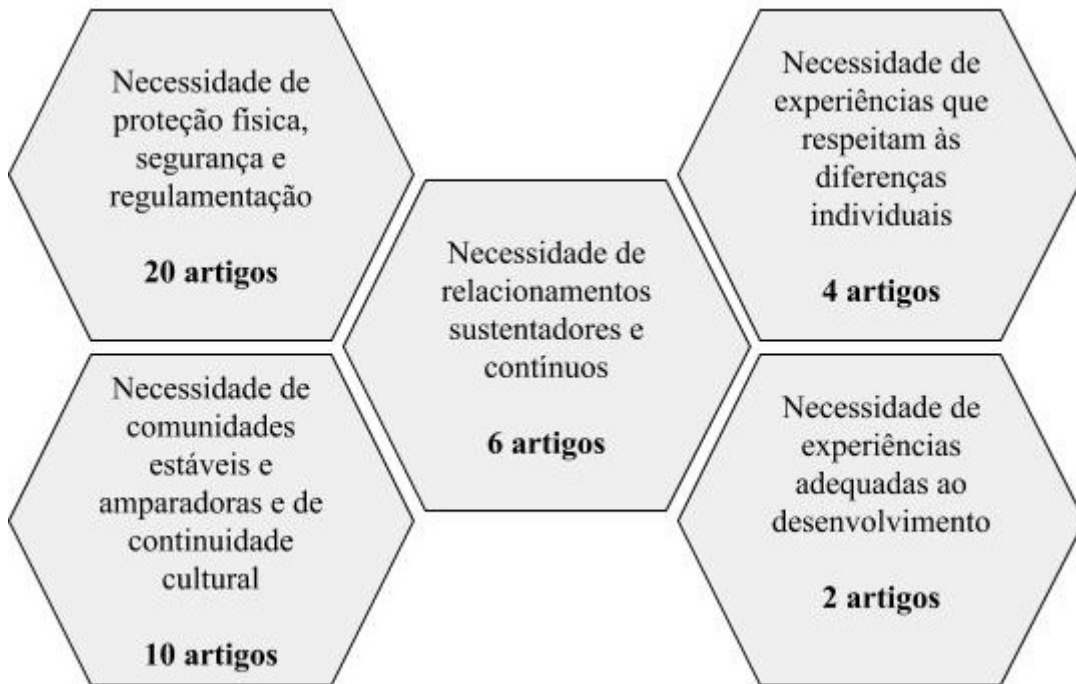 Necessidade de
proteção física,
segurança e
regulamentação
20 artigos
Necessidade de
experiências que
respeitam às
diferenças
individuais
4 artigos
Necessidade de
relacionamentos
sustentadores e
contínuos
6 artigos
Necessidade de
comunidades
estáveis e
amparadoras e de
continuidade
cultural
10 artigos
Necessidade de
experiências
adequadas ao
desenvolvimento
2 artigos